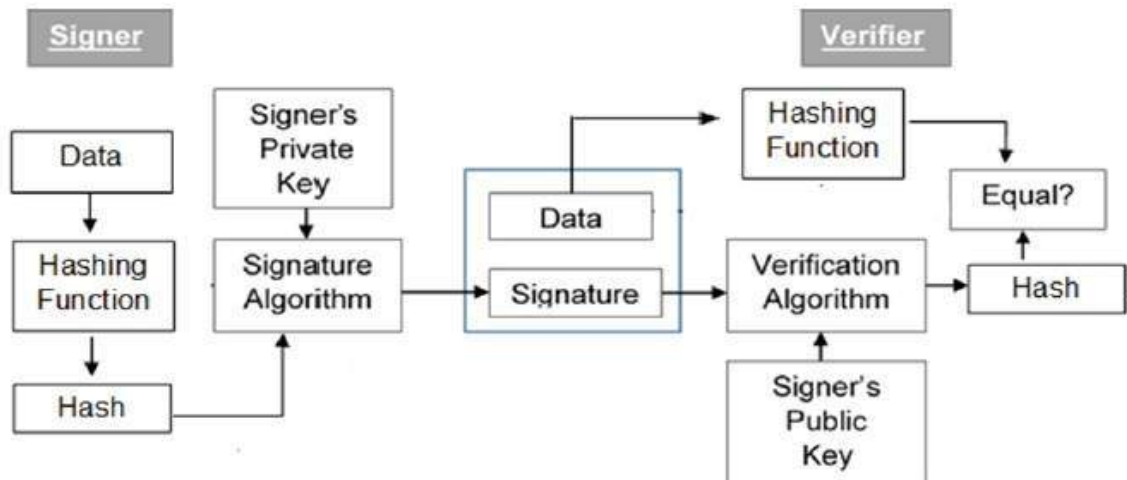 Signer
Verifier
Data
Hashing
Function
Hash
Signer's
Private
Key
Signature
Algorithm
Data
Signature
Hashing
Function
Verification
Algorithm
Signer's
Public
Key
Equal?
Hash